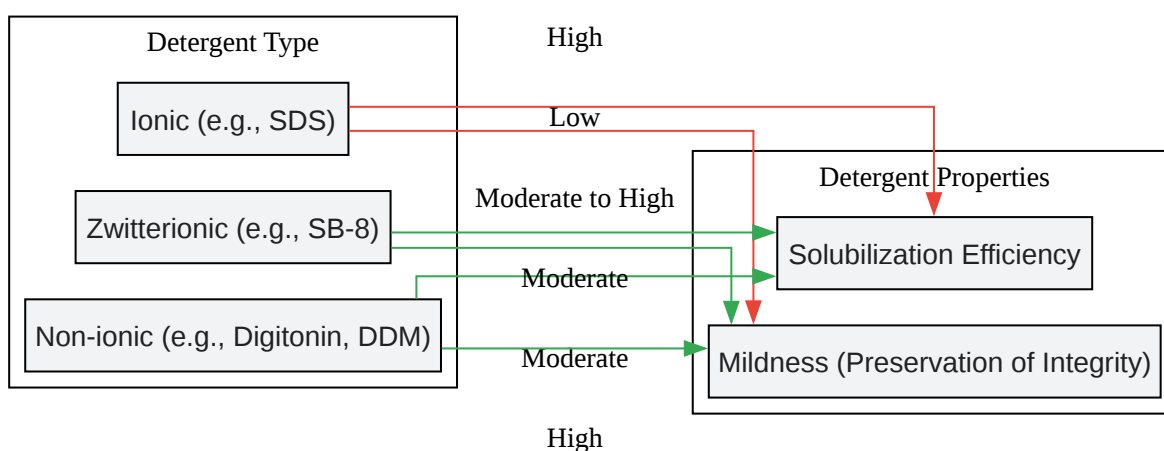 Detergent Type
High
Ionic (e.g., SDS)
Low
Detergent Properties
Zwitterionic (e.g., SB-8)
Moderate to High
Solubilization Efficiency
Moderate
Non-ionic (e.g., Digitonin, DDM)
Moderate
Mildness (Preservation of Integrity)
High